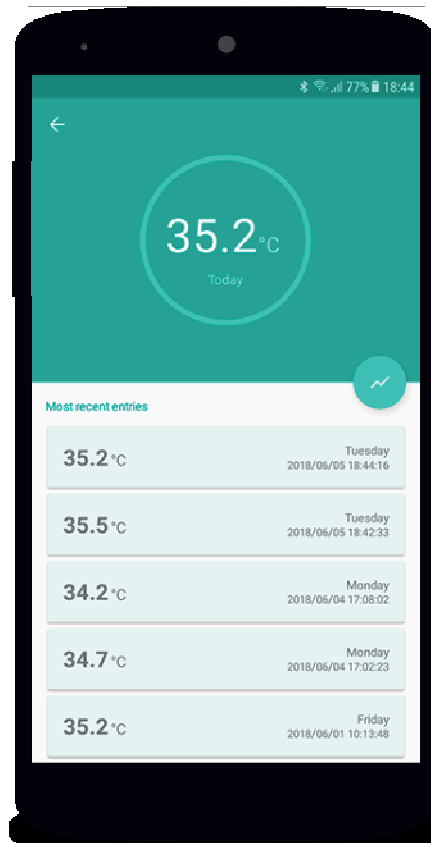 77% 18:44
35.2°C
Today
Most recent entries
35.2°C
Tuesday
2018/06/05 18:44:16
35.5°C
Tuesday
2018/06/05 18:42:33
34.2°C
Monday
2018/06/04 17:08:02
34.7°C
Monday
2018/06/04 17:02:23
35.2°C
Friday
2018/06/01 10:13:48